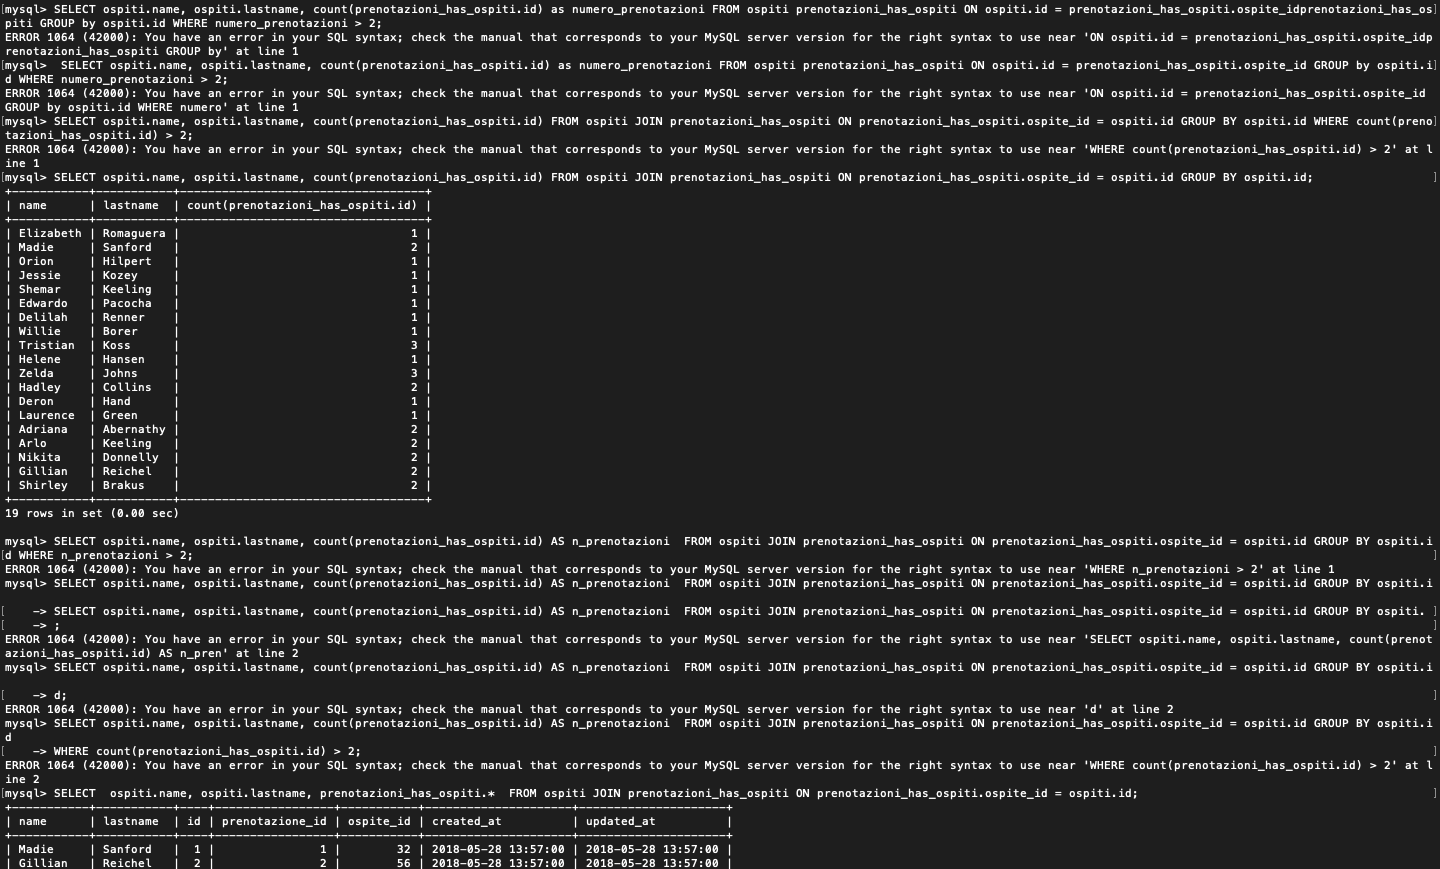 [mysql> SELECT ospiti.name, ospiti.lastname, count(prenotazioni_has_ospiti.id) as numero_prenotazioni FROM ospiti prenotazioni_has_ospiti ON ospiti.id = prenotazioni_has_ospiti.ospite_idprenotazioni_has_os]
piti GROUP by ospiti.id WHERE numero_prenotazioni > 2;
ERROR 1064 (42000): You have an error in your SQL syntax; check the manual that corresponds to your MySQL server version for the right syntax to use near 'ON ospiti.id = prenotazioni_has_ospiti.ospite_idp
renotazioni_has_ospiti GROUP by' at line 1
[mysql>  SELECT ospiti.name, ospiti.lastname, count(prenotazioni_has_ospiti.id) as numero_prenotazioni FROM ospiti prenotazioni_has_ospiti ON ospiti.id = prenotazioni_has_ospiti.ospite_id GROUP by ospiti.i]
d WHERE numero_prenotazioni > 2;
ERROR 1064 (42000): You have an error in your SQL syntax; check the manual that corresponds to your MySQL server version for the right syntax to use near 'ON ospiti.id = prenotazioni_has_ospiti.ospite_id
GROUP by ospiti.id WHERE numero' at line 1
[mysql> SELECT ospiti.name, ospiti.lastname, count(prenotazioni_has_ospiti.id) FROM ospiti JOIN prenotazioni_has_ospiti ON prenotazioni_has_ospiti.ospite_id = ospiti.id GROUP BY ospiti.id WHERE count(preno]
tazioni_has_ospiti.id) > 2;
ERROR 1064 (42000): You have an error in your SQL syntax; check the manual that corresponds to your MySQL server version for the right syntax to use near 'WHERE count(prenotazioni_has_ospiti.id) > 2' at l
ine 1
[mysql> SELECT ospiti.name, ospiti.lastname, count(prenotazioni_has_ospiti.id) FROM ospiti JOIN prenotazioni_has_ospiti ON prenotazioni_has_ospiti.ospite_id = ospiti.id GROUP BY ospiti.id; ]
+-----------+-----------+-----------------------------------+
| name      | lastname  | count(prenotazioni_has_ospiti.id) |
+-----------+-----------+-----------------------------------+
| Elizabeth | Romaguera |                                 1 |
| Madie     | Sanford   |                                 2 |
| Orion     | Hilpert   |                                 1 |
| Jessie    | Kozey     |                                 1 |
| Shemar    | Keeling   |                                 1 |
| Edwardo   | Pacocha   |                                 1 |
| Delilah   | Renner    |                                 1 |
| Willie    | Borer     |                                 1 |
| Tristian  | Koss      |                                 3 |
| Helene    | Hansen    |                                 1 |
| Zelda     | Johns     |                                 3 |
| Hadley    | Collins   |                                 2 |
| Deron     | Hand      |                                 1 |
| Laurence  | Green     |                                 1 |
| Adriana   | Abernathy |                                 2 |
| Arlo      | Keeling   |                                 2 |
| Nikita    | Donnelly  |                                 2 |
| Gillian   | Reichel   |                                 2 |
| Shirley   | Brakus    |                                 2 |
+-----------+-----------+-----------------------------------+
19 rows in set (0.00 sec)
mysql> SELECT ospiti.name, ospiti.lastname, count(prenotazioni_has_ospiti.id) AS n_prenotazioni  FROM ospiti JOIN prenotazioni_has_ospiti ON prenotazioni_has_ospiti.ospite_id = ospiti.id GROUP BY ospiti.i
[d WHERE n_prenotazioni > 2; ]
ERROR 1064 (42000): You have an error in your SQL syntax; check the manual that corresponds to your MySQL server version for the right syntax to use near 'WHERE n_prenotazioni > 2' at line 1
mysql> SELECT ospiti.name, ospiti.lastname, count(prenotazioni_has_ospiti.id) AS n_prenotazioni  FROM ospiti JOIN prenotazioni_has_ospiti ON prenotazioni_has_ospiti.ospite_id = ospiti.id GROUP BY ospiti.i
[    -> SELECT ospiti.name, ospiti.lastname, count(prenotazioni_has_ospiti.id) AS n_prenotazioni  FROM ospiti JOIN prenotazioni_has_ospiti ON prenotazioni_has_ospiti.ospite_id = ospiti.id GROUP BY ospiti. ]
[    -> ; ]
ERROR 1064 (42000): You have an error in your SQL syntax; check the manual that corresponds to your MySQL server version for the right syntax to use near 'SELECT ospiti.name, ospiti.lastname, count(prenot
azioni_has_ospiti.id) AS n_pren' at line 2
mysql> SELECT ospiti.name, ospiti.lastname, count(prenotazioni_has_ospiti.id) AS n_prenotazioni  FROM ospiti JOIN prenotazioni_has_ospiti ON prenotazioni_has_ospiti.ospite_id = ospiti.id GROUP BY ospiti.i
[    -> d; ]
ERROR 1064 (42000): You have an error in your SQL syntax; check the manual that corresponds to your MySQL server version for the right syntax to use near 'd' at line 2
mysql> SELECT ospiti.name, ospiti.lastname, count(prenotazioni_has_ospiti.id) AS n_prenotazioni  FROM ospiti JOIN prenotazioni_has_ospiti ON prenotazioni_has_ospiti.ospite_id = ospiti.id GROUP BY ospiti.i
d
[    -> WHERE count(prenotazioni_has_ospiti.id) > 2; ]
ERROR 1064 (42000): You have an error in your SQL syntax; check the manual that corresponds to your MySQL server version for the right syntax to use near 'WHERE count(prenotazioni_has_ospiti.id) > 2' at l
ine 2
[mysql> SELECT  ospiti.name, ospiti.lastname, prenotazioni_has_ospiti.*  FROM ospiti JOIN prenotazioni_has_ospiti ON prenotazioni_has_ospiti.ospite_id = ospiti.id; ]
+-----------+-----------+----+----------------+-----------+---------------------+---------------------+
| name      | lastname  | id | prenotazione_id | ospite_id | created_at          | updated_at          |
+-----------+-----------+----+----------------+-----------+---------------------+---------------------+
| Madie     | Sanford   |  1 |               1 |        32 | 2018-05-28 13:57:00 | 2018-05-28 13:57:00 |
| Gillian   | Reichel   |  2 |               2 |        56 | 2018-05-28 13:57:00 | 2018-05-28 13:57:00 |